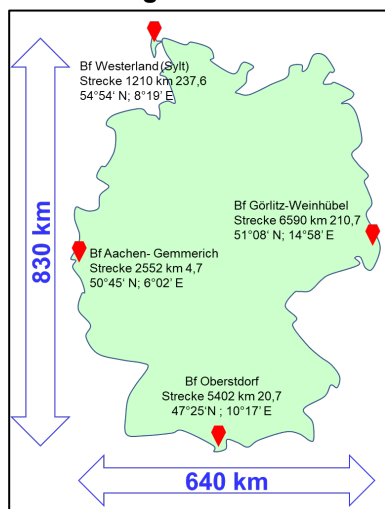 Bf Westerland(Sylt)
Strecke 1210 km 237,6
54°54‘ N; 8°19’ E
Bf Görlitz-Weinhübel
Strecke 6590 km 210,7
51°08‘ N; 14°58’ E
Bf Aachen- Gemmerich
Strecke 2552 km 4,7
50°45‘ N; 6°02’ E
830 km
Bf Oberstdorf
Strecke 5402 km 20,7
47°25‘N ; 10°17’ E
640 km